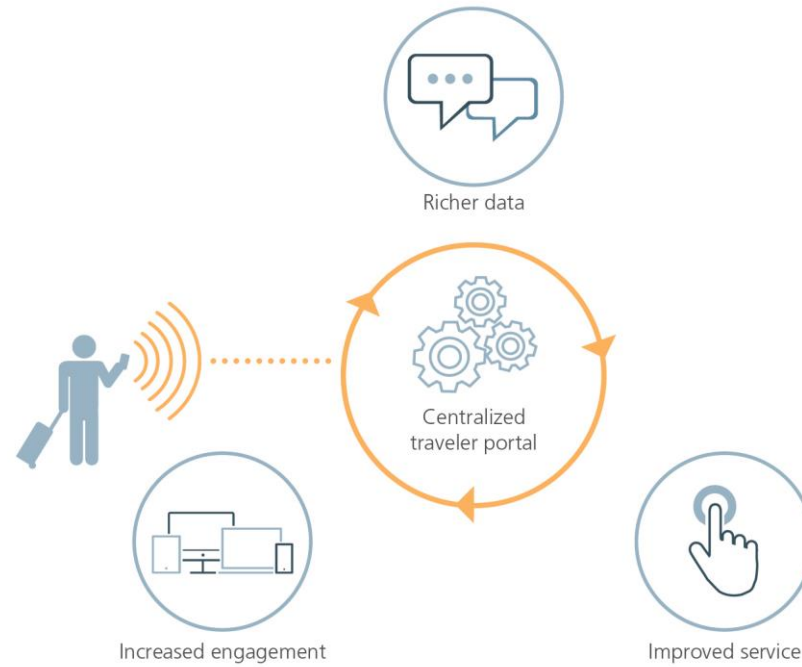 Richer data
Centralized
traveler portal
Increased engagement
Improved service